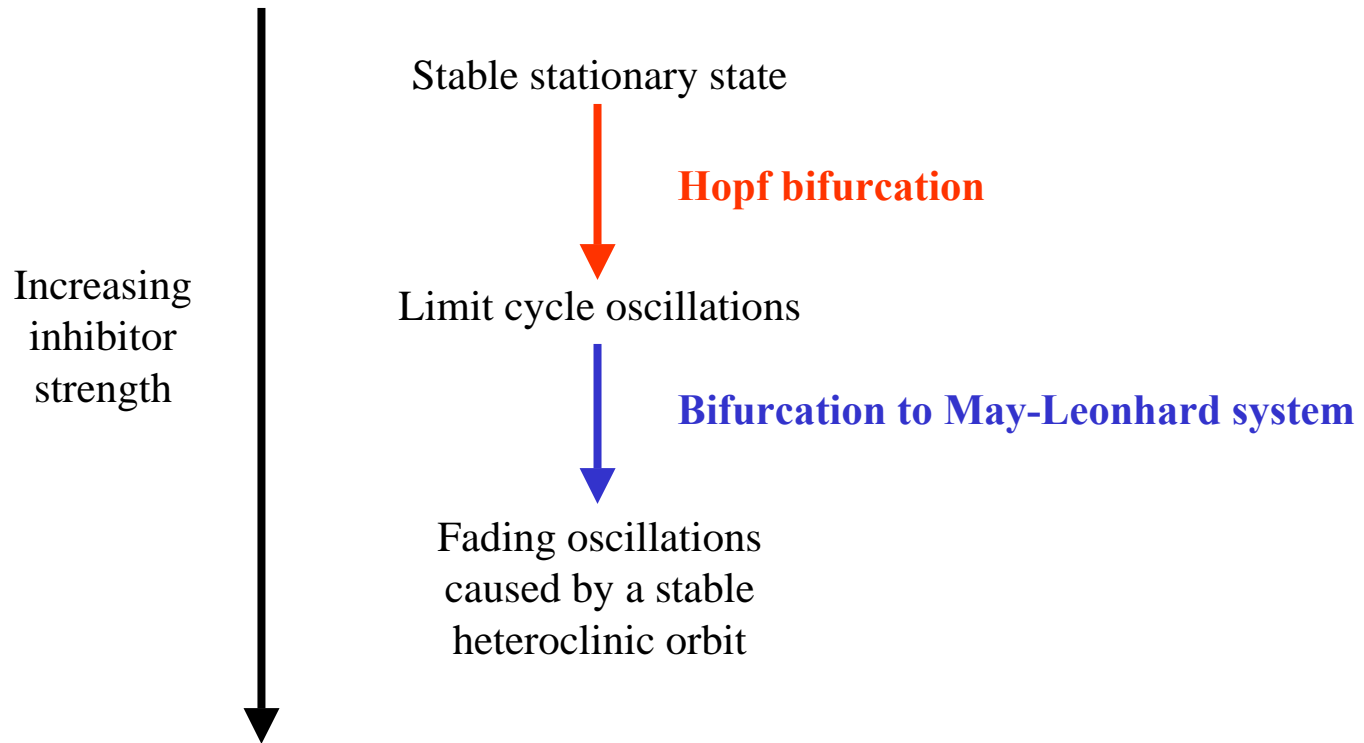 Stable stationary state
Hopf bifurcation
Increasing
inhibitor
strength
Limit cycle oscillations
Bifurcation to May-Leonhard system
Fading oscillations
caused by a stable
heteroclinic orbit